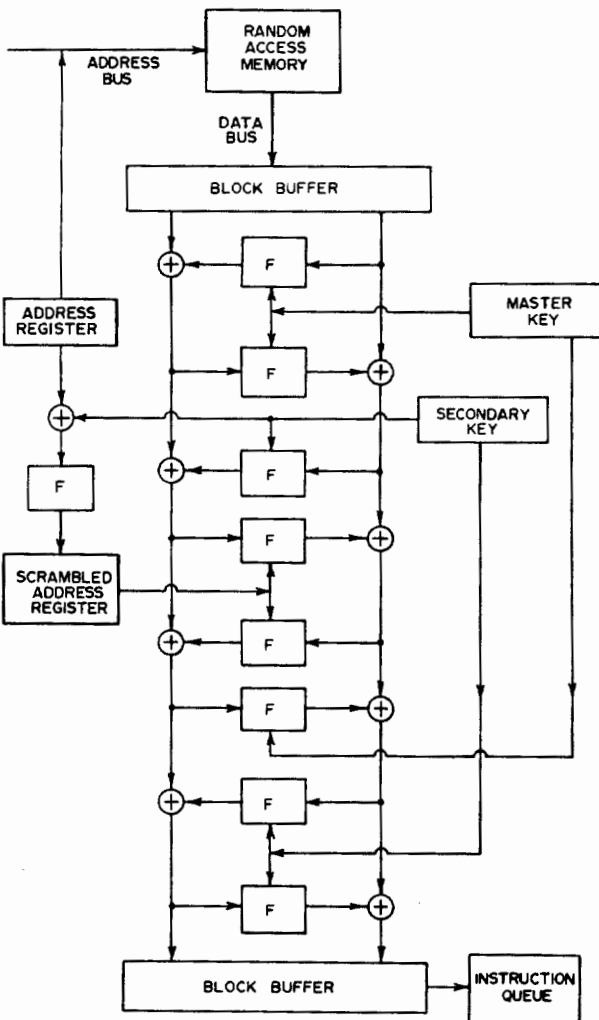 RANDOM
ACCESS
MEMORY
ADDRESS
BUS
DATA
BUS
BLOCK BUFFER
F
ADDRESS
REGISTER
MASTER
KEY
F
SECONDARY
KEY
F
F
F
SCRAMBLED
ADDRESS
REGISTER
F
F
F
F
BLOCK BUFFER
INSTRUCTION
QUEUE